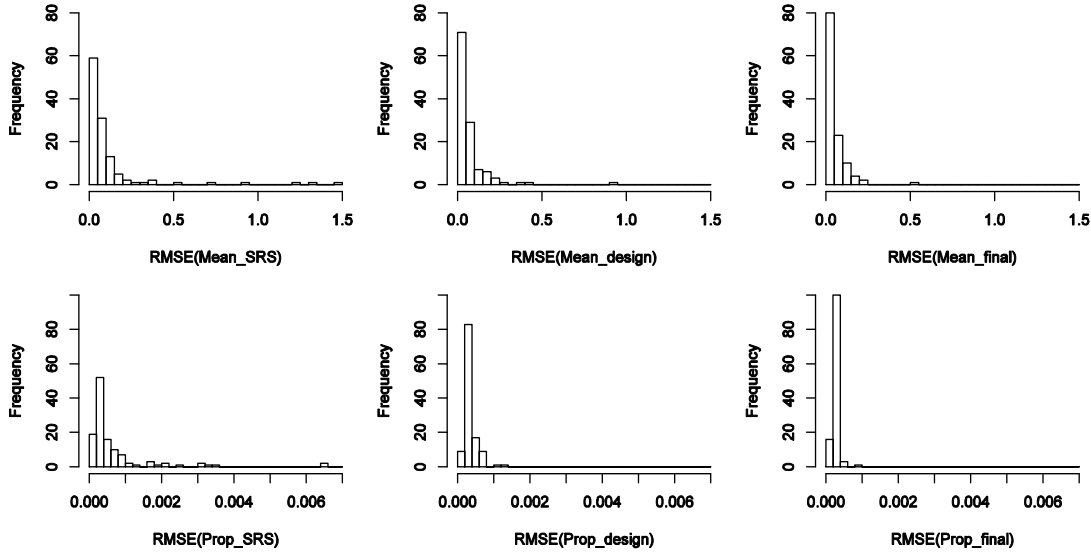 80
60
40
20
0
Frequency
0.0 0.5 1.0 1.5
RMSE(Mean_SRS)
80
60
40
20
0
Frequency
0.0 0.5 1.0 1.5
RMSE(Mean_design)
80
60
40
20
0
Frequency
0.0 0.5 1.0 1.5
RMSE(Mean_final)
80
60
40
20
0
Frequency
0.000 0.002 0.004 0.006
RMSE(Prop_SRS)
80
60
40
20
0
Frequency
0.000 0.002 0.004 0.006
RMSE(Prop_design)
80
60
40
20
0
Frequency
0.000 0.002 0.004 0.006
RMSE(Prop_final)